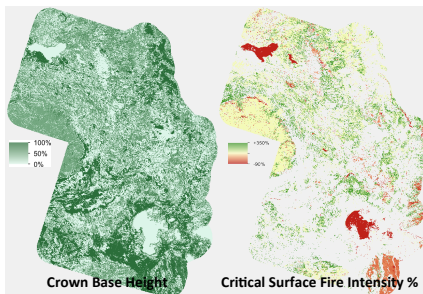 100%
50%
0%
+350%
-90%
Crown Base Height
Critical Surface Fire Intensity %